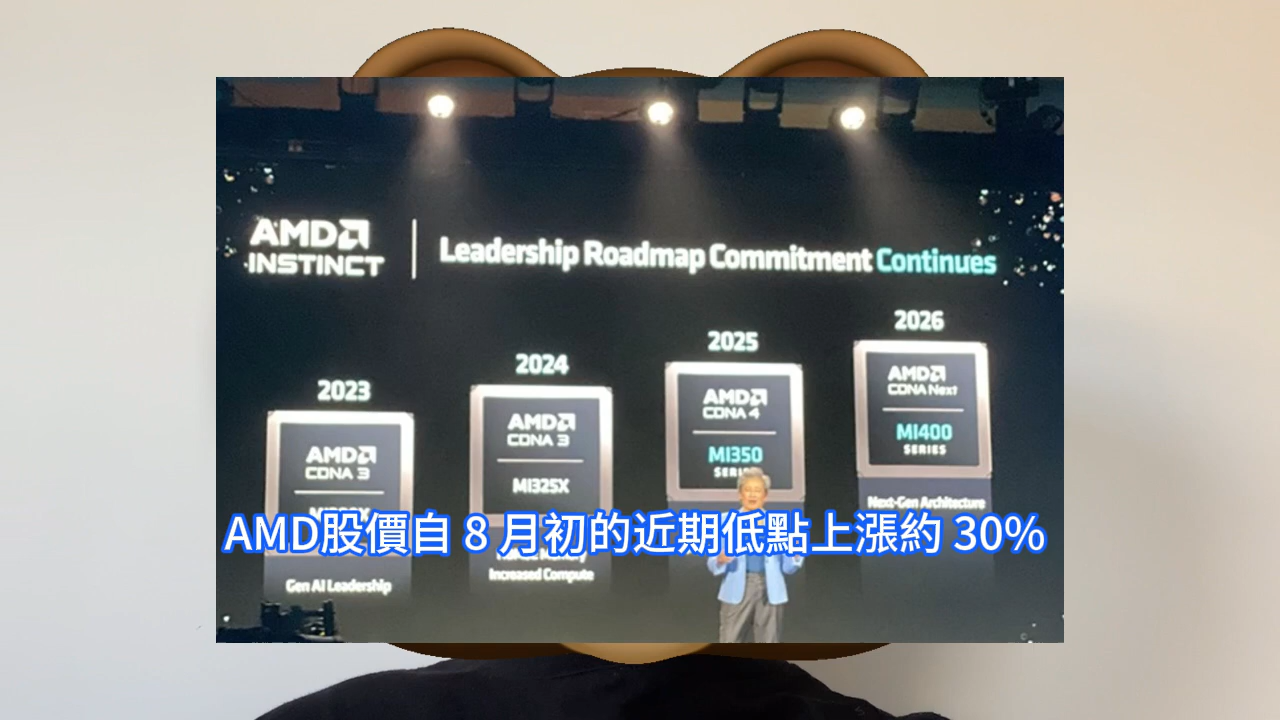 AMD
INSTINCT
Leadership Roadmap Commitment Continues
2023
AMD
CDNA 3
Gen AI Leadership
2024
AMD
CDNA 3
MI325X
Increased Compute
2025
AMD
CDNA 4
MI350
SERIES
2026
AMD
CDNA Next
MI400
SERIES
Next-Gen Architecture
AMD股價自 8 月初的近期低點上漲約 30%